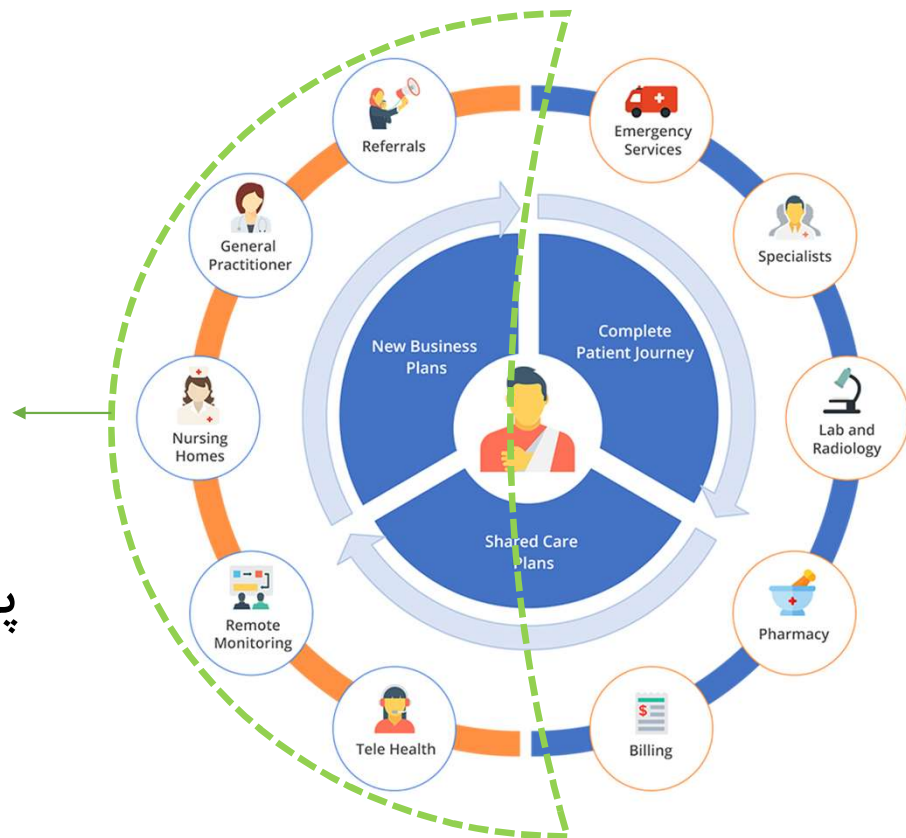 Referrals
Emergency
Services
General
Practitioner
Specialists
New Business
Plans
Complete
Patient Journey
Nursing
Homes
Lab and
Radiology
Shared Care
Plans
Remote
Monitoring
Pharmacy
Tele Health
$
Billing